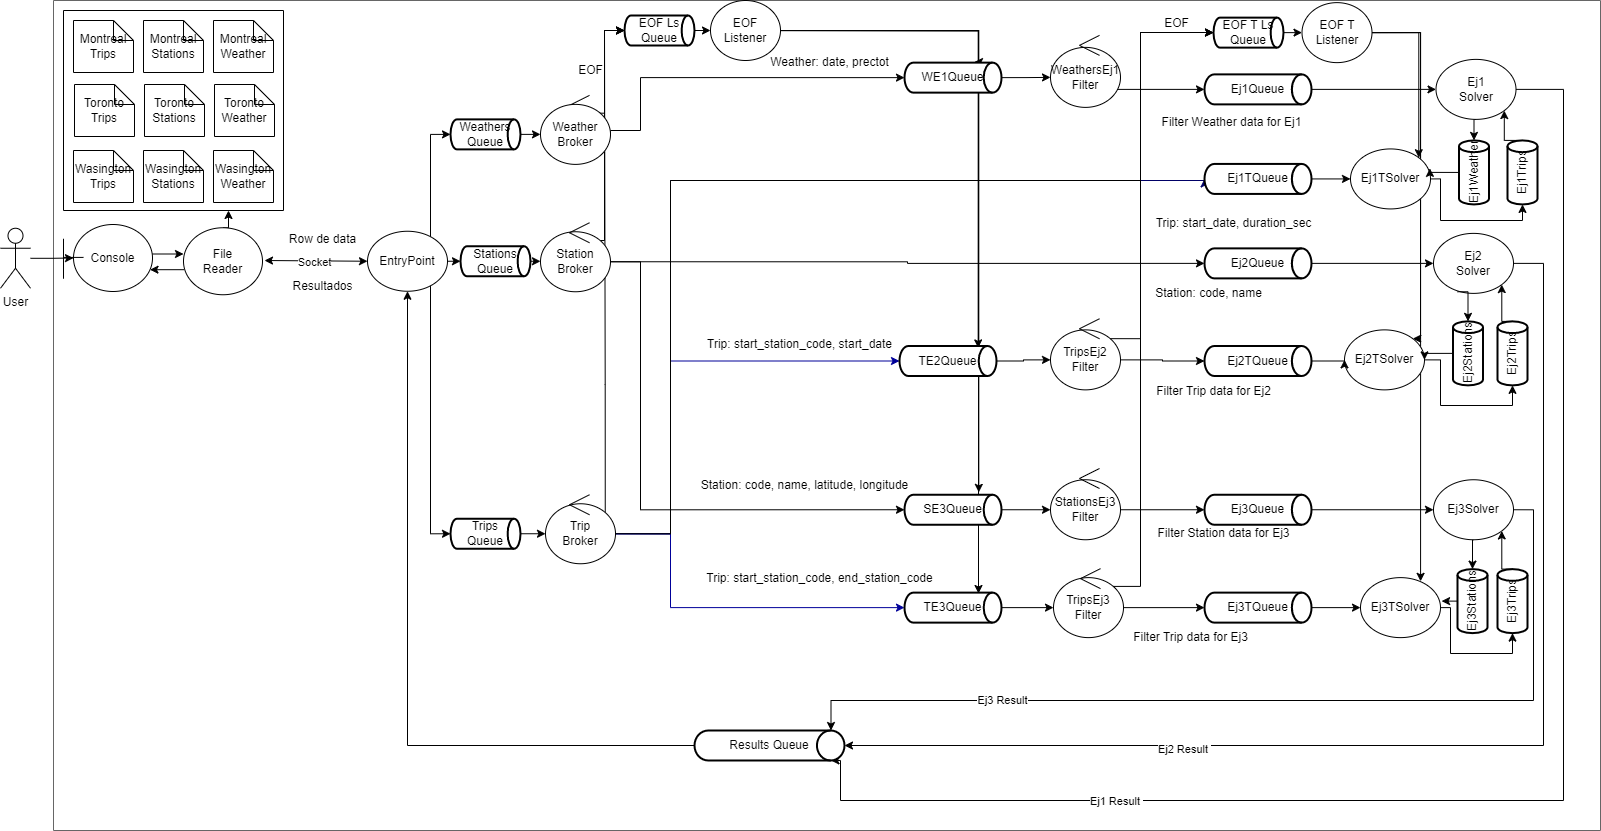 Montreal
Trips
Montreal
Stations
Montreal
Weather
Toronto
Trips
Toronto
Stations
Toronto
Weather
Wasington
Trips
Wasington
Stations
Wasington
Weather
User
Console
File
Reader
Row de data
Socket
Resultados
EntryPoint
Weathers
Queue
Stations
Queue
Trips
Queue
Weather
Broker
Station
Broker
Trip
Broker
EOF
EOF Ls
Queue
EOF
Listener
Weather: date, prectot
WE1Queue
WeathersEj1
Filter
Trip: start_station_code, start_date
TE2Queue
TripsEj2
Filter
Station: code, name, latitude, longitude
SE3Queue
StationsEj3
Filter
Trip: start_station_code, end_station_code
TE3Queue
TripsEj3
Filter
EOF
EOF T Ls
Queue
EOF T
Listener
Ej1Queue
Filter Weather data for Ej1
Ej1
Solver
Ej1TQueue
Ej1TSolver
Ej1Weather
Ej1Trips
Trip: start_date, duration_sec
Ej2Queue
Station: code, name
Ej2
Solver
Ej2TQueue
Filter Trip data for Ej2
Ej2TSolver
Ej2Stations
Ej2Trips
Ej3Queue
Filter Station data for Ej3
Ej3Solver
Ej3TQueue
Filter Trip data for Ej3
Ej3TSolver
Ej3Stations
Ej3Trips
Ej3 Result
Results Queue
Ej2 Result
Ej1 Result